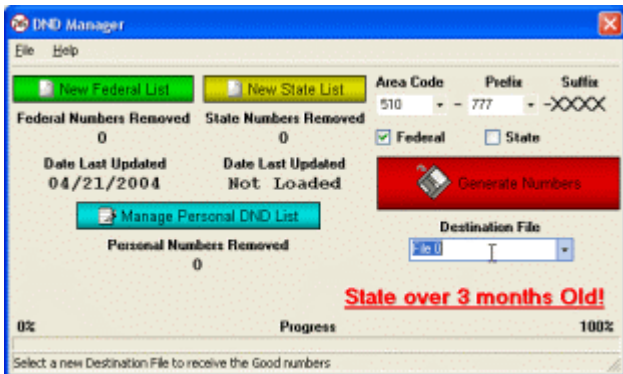 DND Manager
File Help
New Federal List
New State List
Area Code Prefix Suffix
510 - 777 -XXXX
Federal Numbers Removed
0
State Numbers Removed
0
Federal State
Date Last Updated
04/21/2004
Date Last Updated
Not Loaded
Generate Numbers
Manage Personal DND List
Personal Numbers Removed
0
Destination File
File 0
State over 3 months Old!
0% Progress 100%
Select a new Destination File to receive the Good numbers